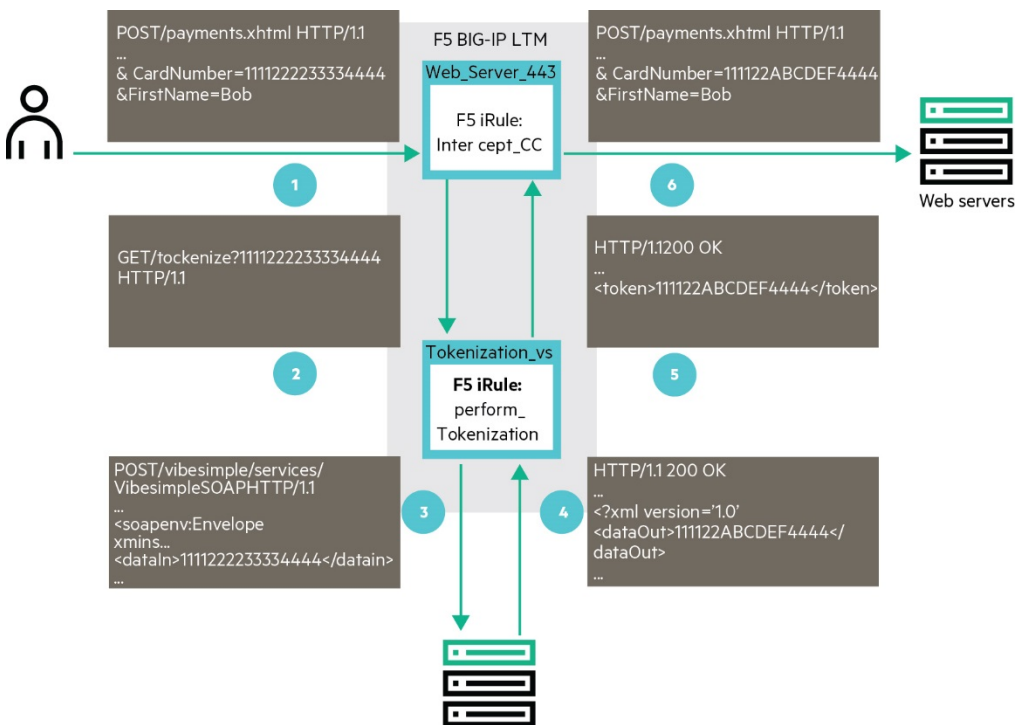 POST/payments.xhtml HTTP/1.1
...
& CardNumber=1111222233334444
&FirstName=Bob
F5 BIG-IP LTM
Web_Server_443
F5 iRule:
Inter cept_CC
POST/payments.xhtml HTTP/1.1
...
& CardNumber=111122ABCDEF4444
&FirstName=Bob
Web servers
1
6
GET/tockenize?1111222233334444
HTTP/1.1
HTTP/1.1200 OK
...
<token>111122ABCDEF4444</token>
2
Tokenization_vs
F5 iRule:
perform_
Tokenization
5
POST/vibesimple/services/
VibesimpleSOAPHTTP/1.1
...
<soapenv:Envelope
xmins...
<dataIn>1111222233334444</datain>
...
3
4
HTTP/1.1 200 OK
...
<?xml version='1.0'
<dataOut>111122ABCDEF4444</
dataOut>
...